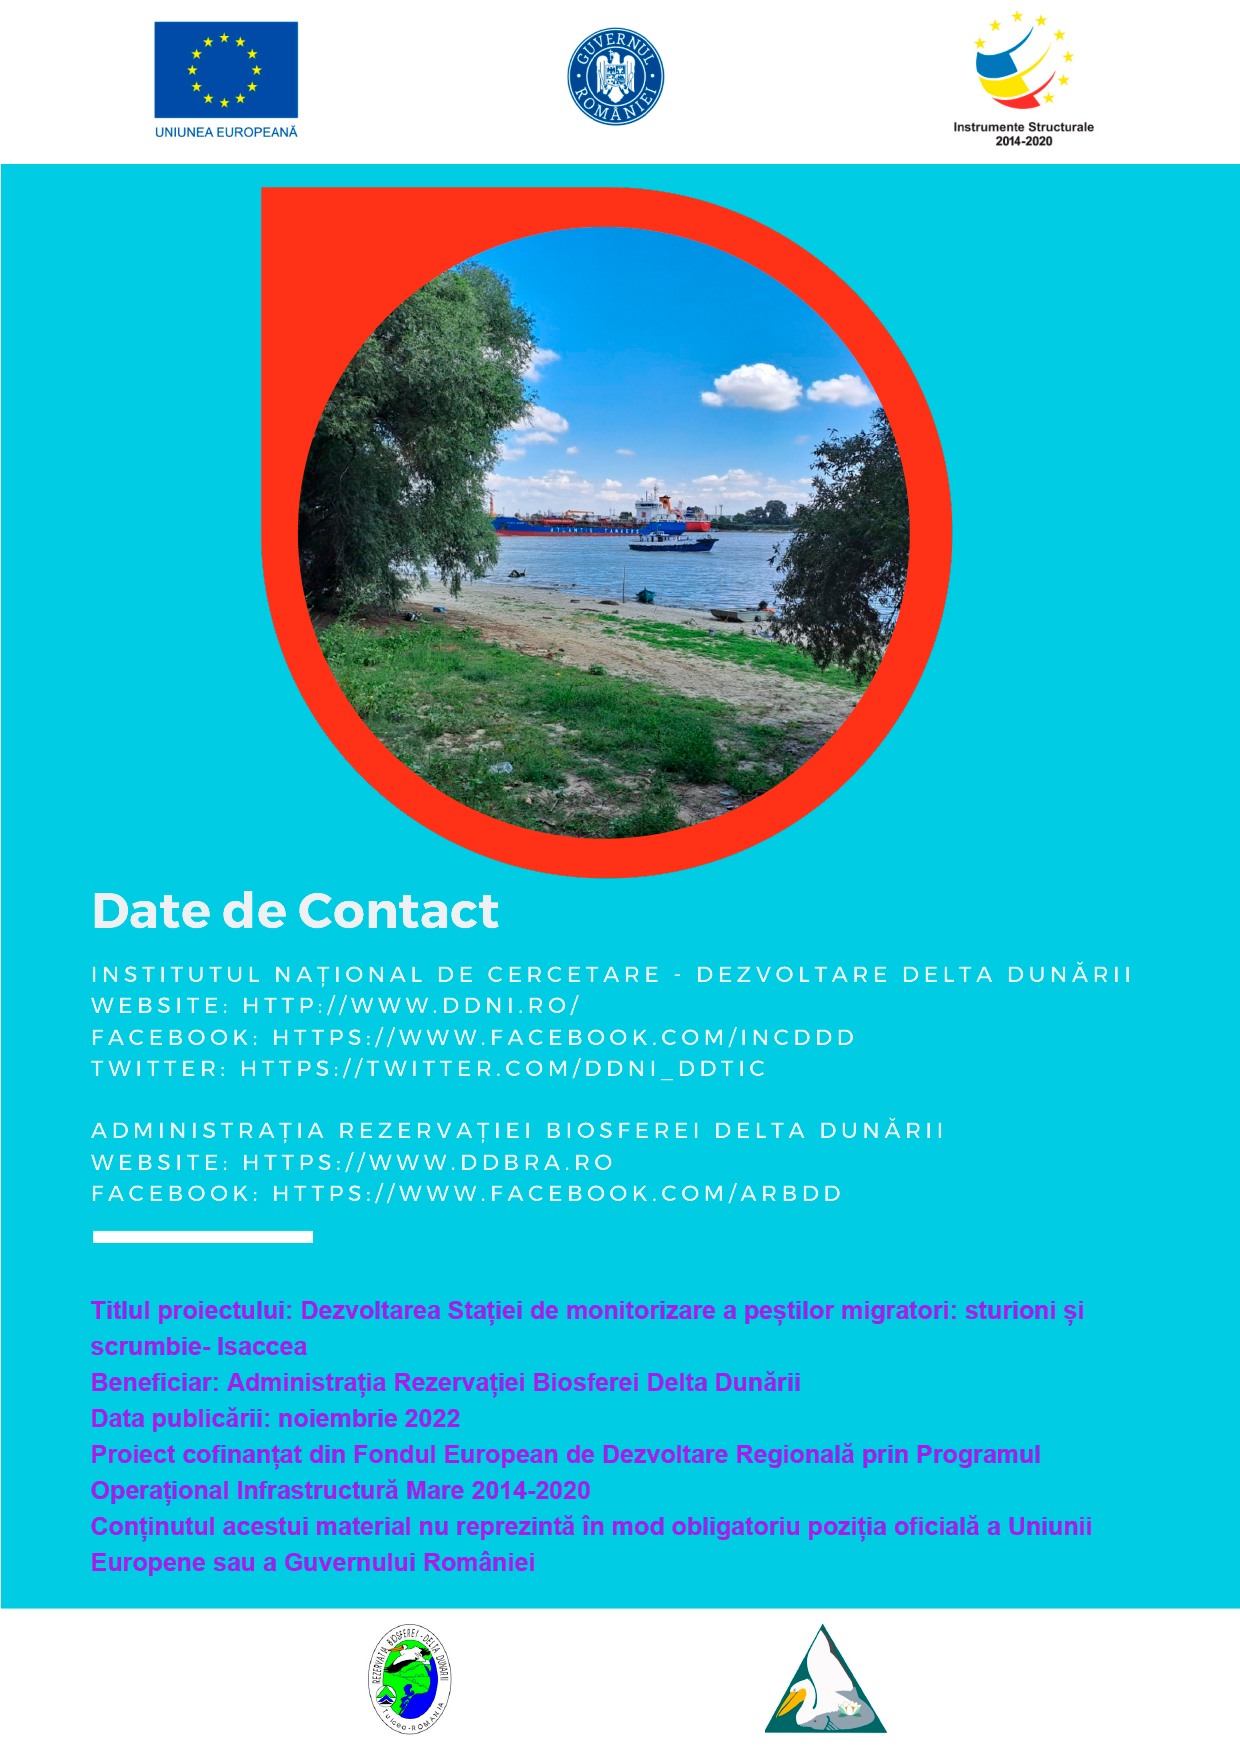 UNIUNEA EUROPEANĂ
GUVERNUL ROMÂNIEI
Instrumente Structurale
2014-2020
ATLANTIS TANKERS
Date de Contact
INSTITUTUL NAȚIONAL DE CERCETARE - DEZVOLTARE DELTA DUNĂRII
WEBSITE: HTTP://WWW.DDNI.RO/
FACEBOOK: HTTPS://WWW.FACEBOOK.COM/INCDDD
TWITTER: HTTPS://TWITTER.COM/DDNI_DDTIC
ADMINISTRAȚIA REZERVAȚIEI BIOSFEREI DELTA DUNĂRII
WEBSITE: HTTPS://WWW.DDBRA.RO
FACEBOOK: HTTPS://WWW.FACEBOOK.COM/ARBDD
Titlul proiectului: Dezvoltarea Stației de monitorizare a peștilor migratori: sturioni și
scrumbie- Isaccea
Beneficiar: Administrația Rezervației Biosferei Delta Dunării
Data publicării: noiembrie 2022
Proiect cofinanțat din Fondul European de Dezvoltare Regională prin Programul
Operațional Infrastructură Mare 2014-2020
Conținutul acestui material nu reprezintă în mod obligatoriu poziția oficială a Uniunii
Europene sau a Guvernului României
REZERVAȚIA BIOSFEREI - DELTA DUNĂRII
Tulcea - ROMÂNIA